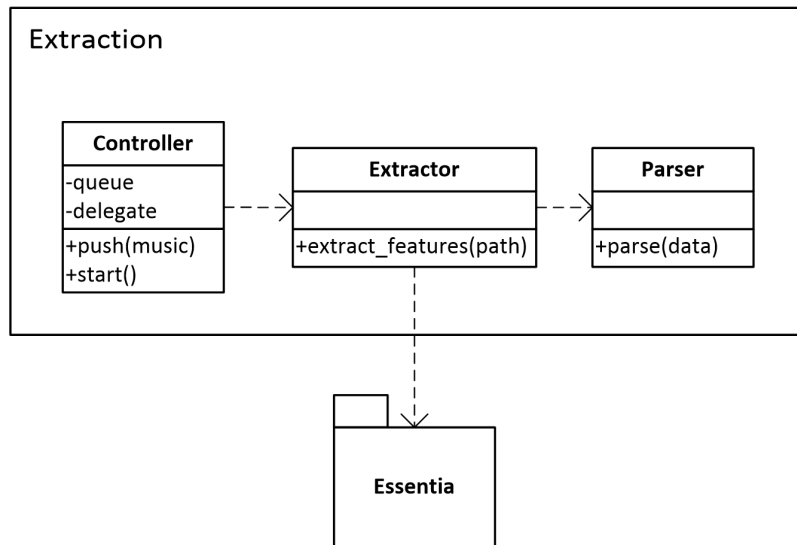 Extraction
Controller
-queue
-delegate
+push(music)
+start()
Extractor
+extract_features(path)
Parser
+parse(data)
Essentia